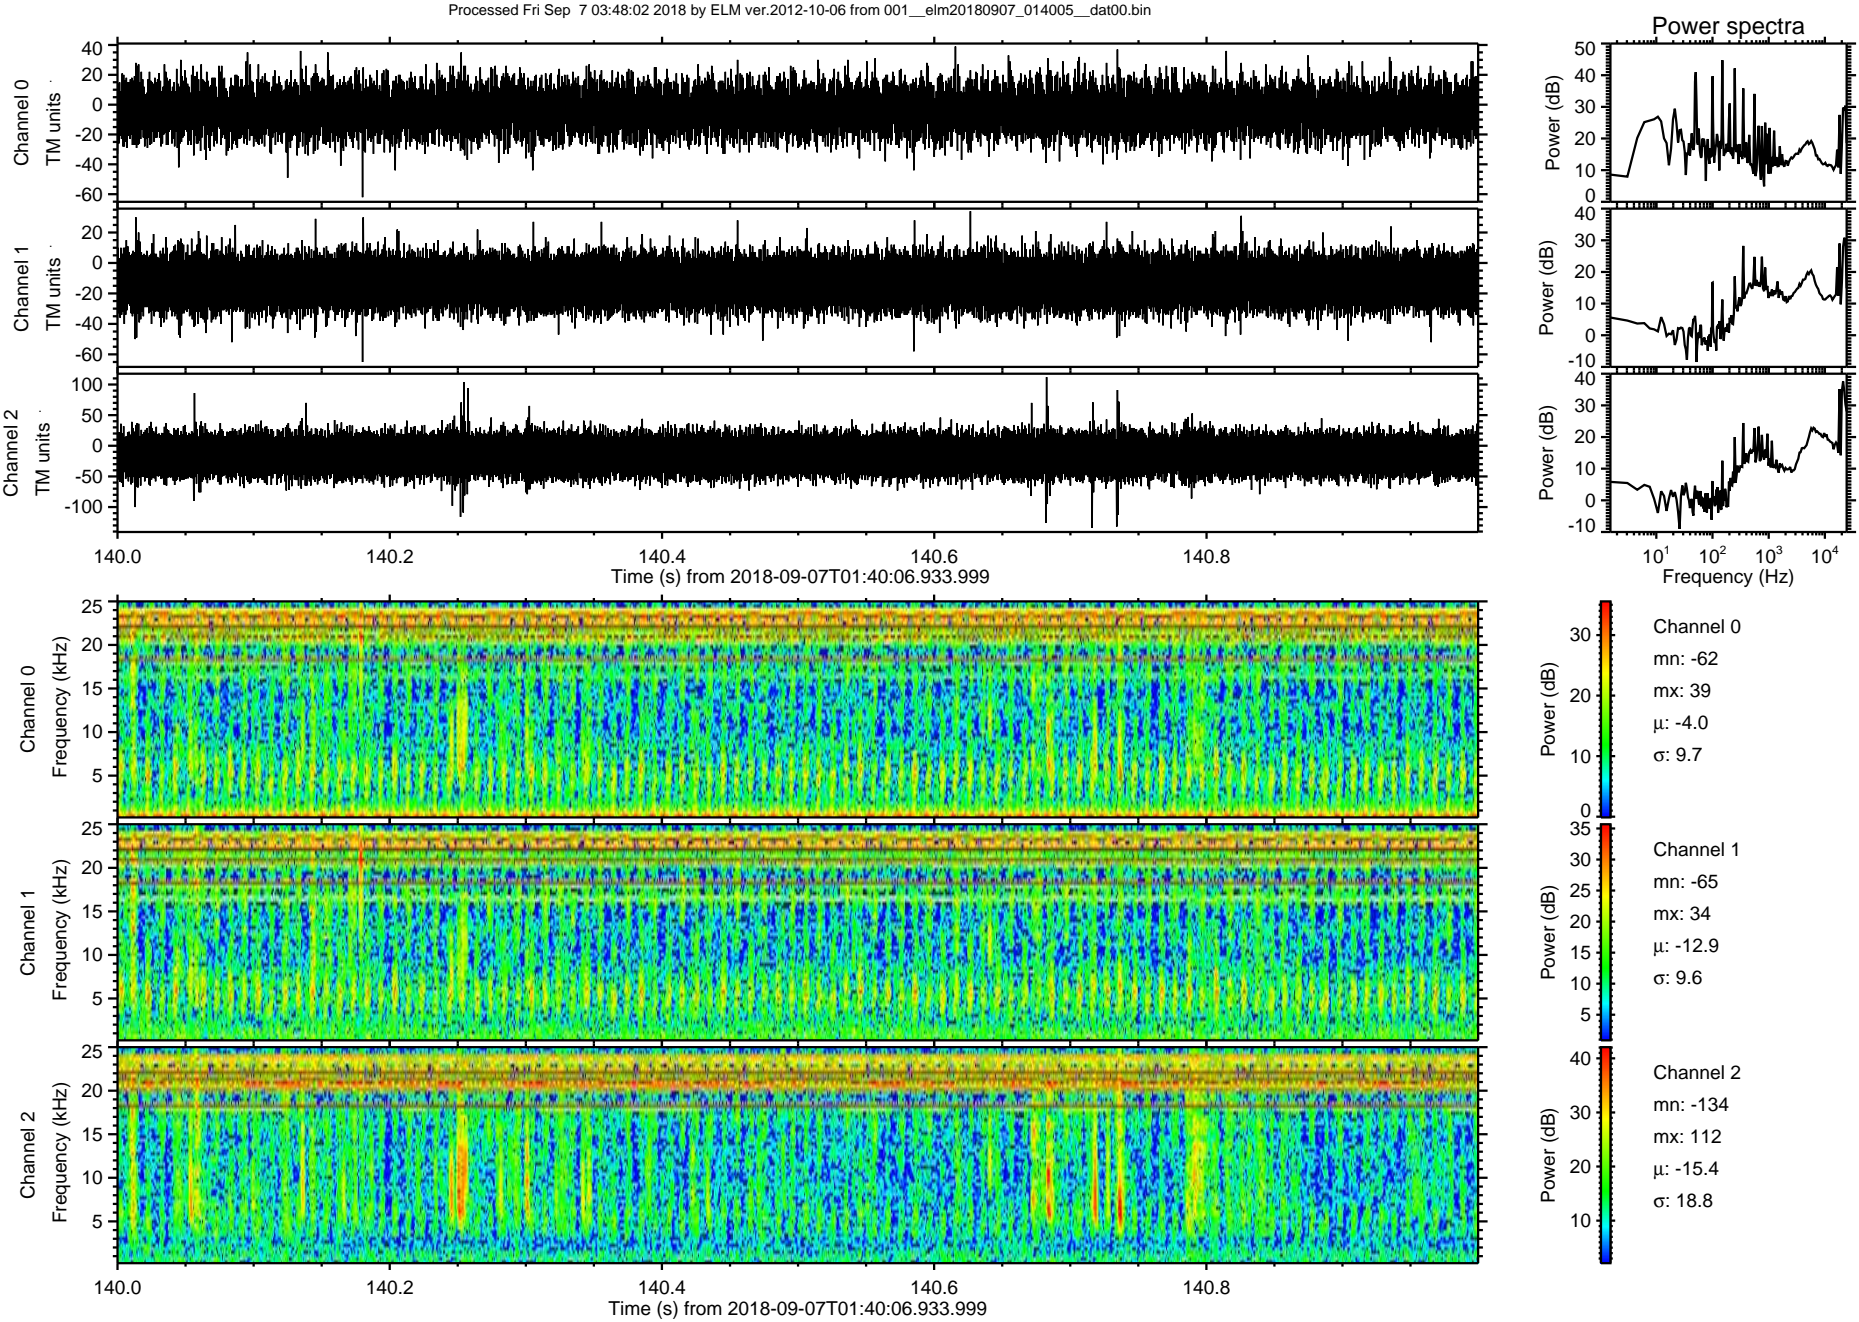 Processed Fri Sep  7 03:48:02 2018 by ELM ver.2012-10-06 from 001__elm20180907_014005__dat00.bin
Power spectra
Channel 0
TM units
40
20
0
-20
-40
-60
Power (dB)
50
40
30
20
10
0
Channel 1
TM units
20
0
-20
-40
-60
Power (dB)
40
30
20
10
0
-10
Channel 2
TM units
100
50
0
-50
-100
Power (dB)
40
30
20
10
0
-10
140.0 140.2 140.4 140.6 140.8
Time (s) from 2018-09-07T01:40:06.933.999
10^1 10^2 10^3 10^4
Frequency (Hz)
Channel 0
Frequency (kHz)
25
20
15
10
5
Power (dB)
30
20
10
0
Channel 0
mn: -62
mx: 39
μ: -4.0
σ: 9.7
Channel 1
Frequency (kHz)
25
20
15
10
5
Power (dB)
35
30
25
20
15
10
5
Channel 1
mn: -65
mx: 34
μ: -12.9
σ: 9.6
Channel 2
Frequency (kHz)
25
20
15
10
5
Power (dB)
40
30
20
10
Channel 2
mn: -134
mx: 112
μ: -15.4
σ: 18.8
140.0 140.2 140.4 140.6 140.8
Time (s) from 2018-09-07T01:40:06.933.999